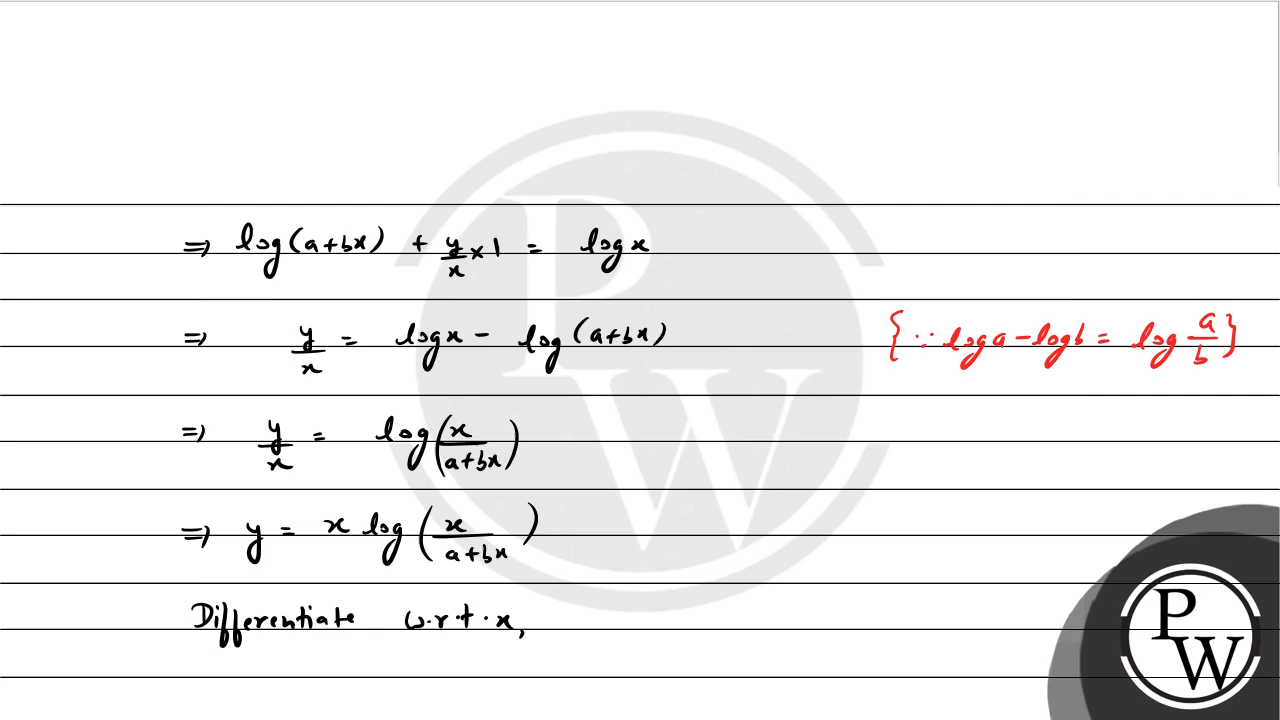 ⇒ log(a+bx) + y/x × 1 = log x
⇒ y/x = log x − log(a+bx) {∵ log a − log b = log a/b}
⇒ y/x = log(x/(a+bx))
⇒ y = x log(x/(a+bx))
Differentiate w.r.t. x,
P
W
P
W